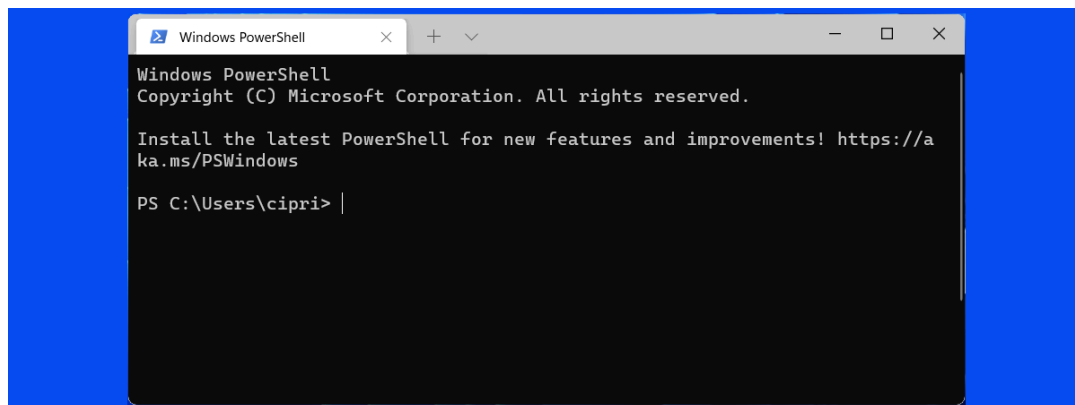 Windows PowerShell
Windows PowerShell
Copyright (C) Microsoft Corporation. All rights reserved.
Install the latest PowerShell for new features and improvements! https://a
ka.ms/PSWindows
PS C:\Users\cipri>